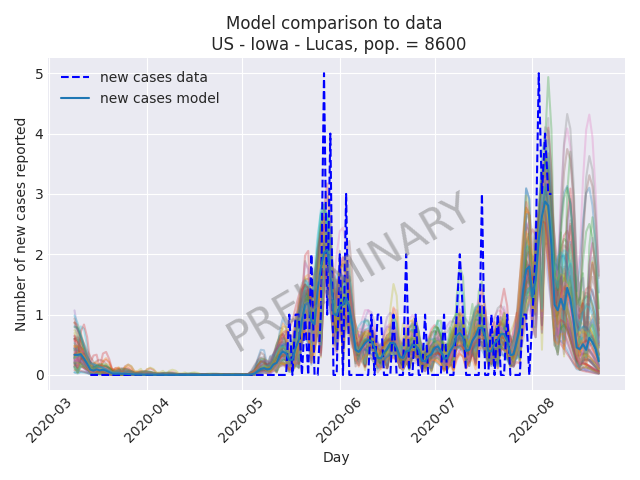 Model comparison to data
US - Iowa - Lucas, pop. = 8600
new cases data
new cases model
PRELIMINARY
Number of new cases reported
5
4
3
2
1
0
2020-03
2020-04
2020-05
2020-06
2020-07
2020-08
Day